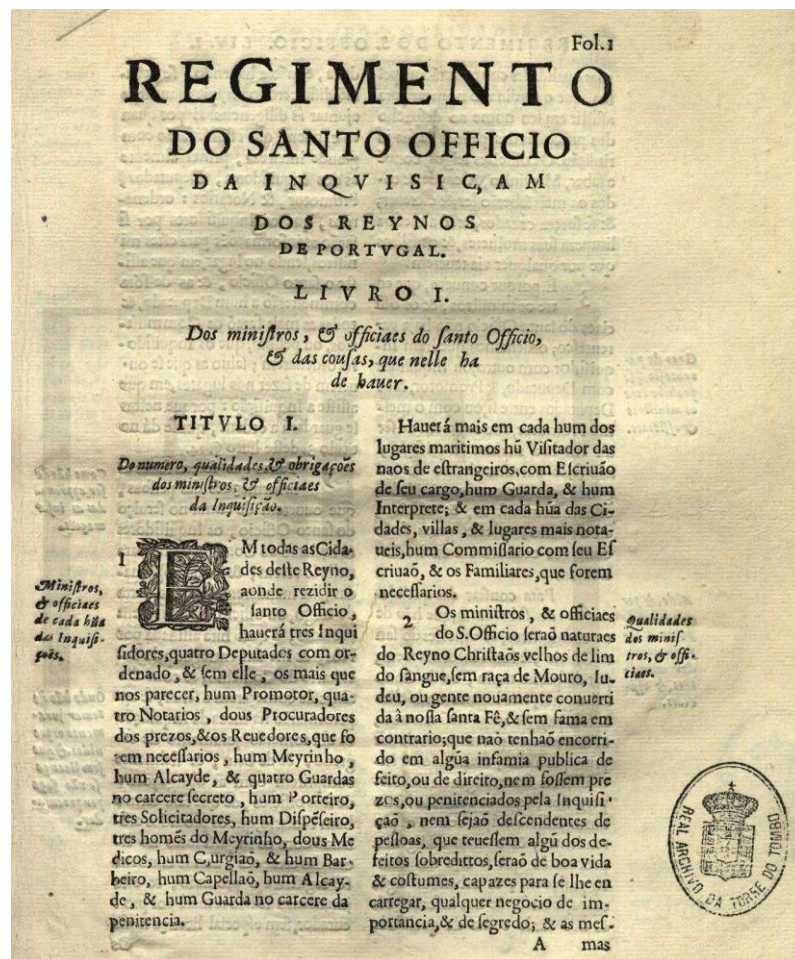 Fol.1
REGIMENTO
DO SANTO OFFICIO
DA INQVISIC,AM
DOS REYNOS
DE PORTVGAL.
LIVRO I.
Dos miniſtros, & officiaes do ſanto Officio,
& das couſas, que nelle ha
de hauer.
TITVLO I.
Do numero, qualidades, & obrigações
dos miniſtros, & officiaes
da Inquiſição.
Miniſtros,
& officiaes
de cada hũa
das Inquiſi-
ções.
1 EM todas as Cida-
des deſte Reyno,
aonde rezidir o
ſanto Officio,
hauerá tres Inqui
ſidores, quatro Deputados com or-
denado, & ſem elle, os mais que
nos parecer, hum Promotor, qua-
tro Notarios, dous Procuradores
dos prezos, & os Reuedores, que fo
rem neceſſarios, hum Meyrinho,
hum Alcayde, & quatro Guardas
no carcere ſecreto, hum Porteiro,
tres Solicitadores, hum Diſpẽſeiro,
tres homẽs do Meyrinho, dous Me
dicos, hum C,urgiaõ, & hum Bar-
beiro, hum Capellaõ, hum Alcay-
de, & hum Guarda no carcere da
penitencia.
Hauerá mais em cada hum dos
lugares maritimos hũ Viſitador das
naos de eſtrangeiros, com Eſcriuão
de ſeu cargo, hum Guarda, & hum
Interprete; & em cada hũa das Ci-
dades, villas, & lugares mais nota-
ueis, hum Commiſſario com ſeu Eſ
criuaõ, & os Familiares, que forem
neceſſarios.
2 Os miniſtros, & officiaes
do S. Officio ſeraõ naturaes
do Reyno Chriſtaõs velhos de lim
do ſangue, ſem raça de Mouro, Iu-
deu, ou gente nouamente conuerti
da à noſſa ſanta Fê, & ſem fama em
contrario; que naõ tenhaõ encorri-
do em algũa infamia publica de
feito, ou de direito, nem foſſem pre
zos, ou penitenciados pela Inquiſi-
çaõ, nem ſejaõ deſcendentes de
peſſoas, que teueſſem algũ dos de-
feitos ſobredittos, ſeraõ de boa vida
& coſtumes, capazes para ſe lhe en
carregar, qualquer negocio de im-
portancia, & de ſegredo; & as meſ-
A mas
Qualidades
dos miniſ
tros, & offi-
ciaes.
REAL ARCHIVO DA TORRE DO TOMBO